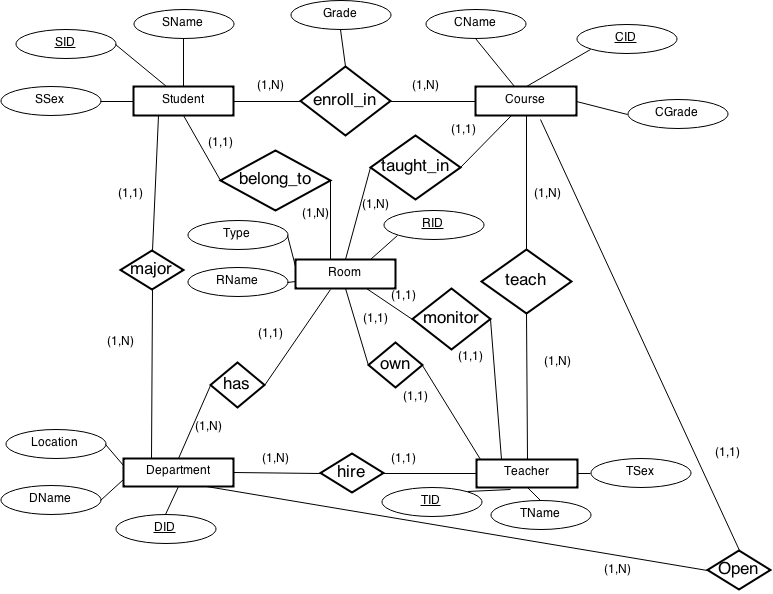 Grade
SName
CName
SID
CID
(1,N)
(1,N)
SSex
Student
enroll_in
Course
CGrade
(1,1)
(1,1)
taught_in
belong_to
(1,1)
(1,N)
(1,N)
(1,N)
RID
Type
major
Room
teach
RName
(1,1)
monitor
(1,1)
(1,1)
(1,N)
(1,1)
(1,N)
own
has
(1,1)
(1,N)
Location
(1,N)
(1,1)
(1,1)
Department
hire
Teacher
TSex
DName
TID
TName
DID
Open
(1,N)